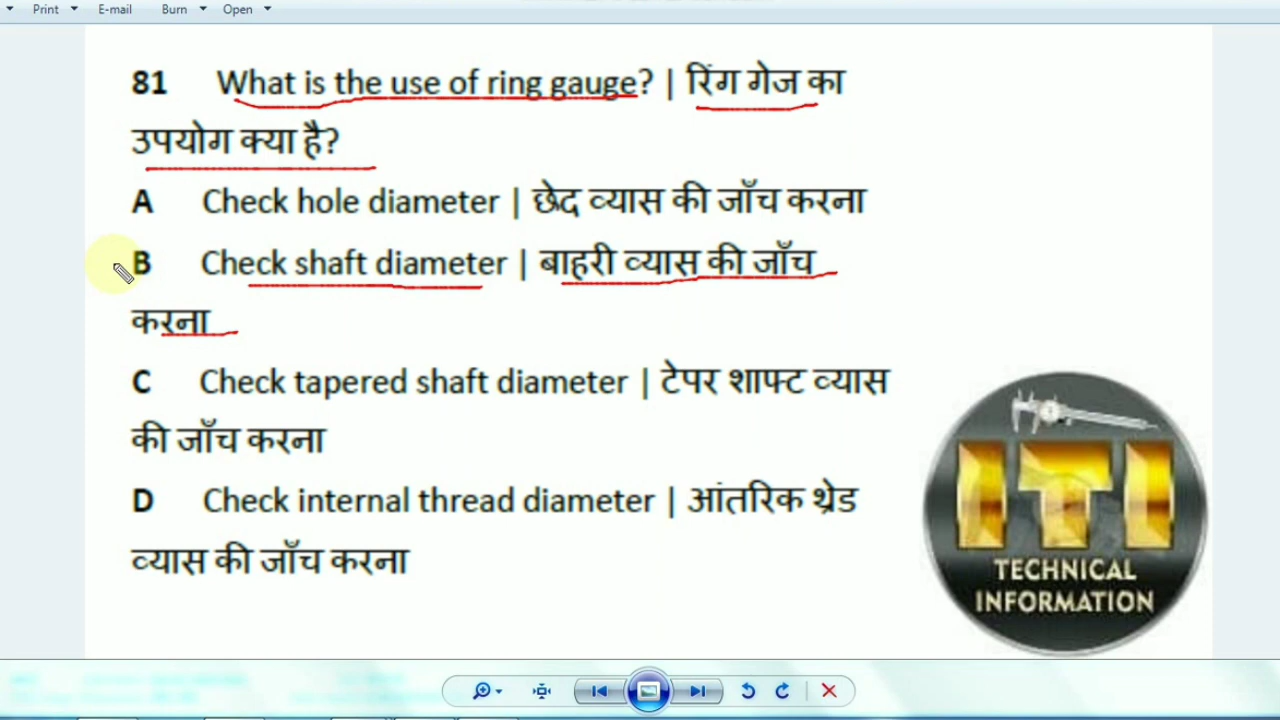 Print E-mail Burn Open
81 What is the use of ring gauge? | रिंग गेज का
उपयोग क्या है?
A Check hole diameter | छेद व्यास की जाँच करना
B Check shaft diameter | बाहरी व्यास की जाँच
करना
C Check tapered shaft diameter | टेपर शाफ्ट व्यास
की जाँच करना
D Check internal thread diameter | आंतरिक थ्रेड
व्यास की जाँच करना
ITI
TECHNICAL
INFORMATION